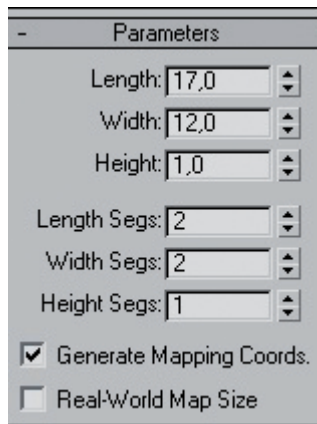 - Parameters
Length: 17,0
Width: 12,0
Height: 1,0
Length Segs: 2
Width Segs: 2
Height Segs: 1
Generate Mapping Coords.
Real-World Map Size